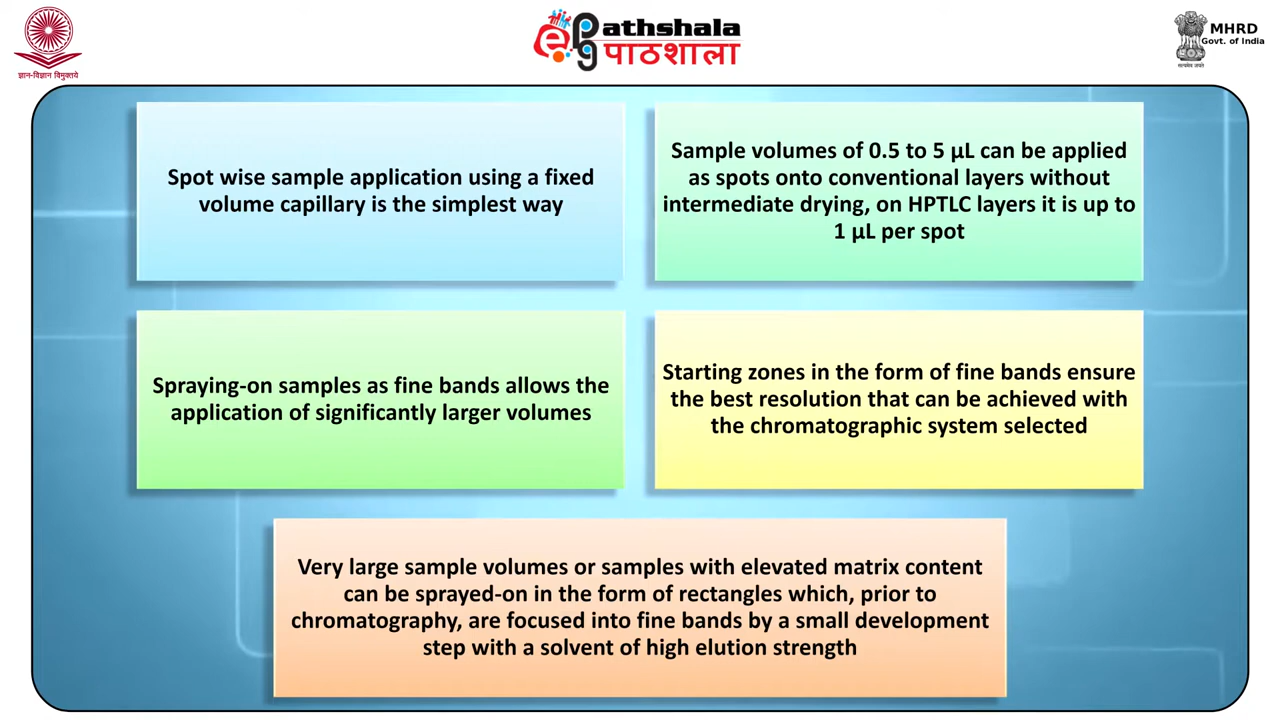 ज्ञान-विज्ञान विमुक्तये
ePathshala
पाठशाला
MHRD
Govt. of India
सत्यमेव जयते
Spot wise sample application using a fixed
volume capillary is the simplest way
Sample volumes of 0.5 to 5 µL can be applied
as spots onto conventional layers without
intermediate drying, on HPTLC layers it is up to
1 µL per spot
Spraying-on samples as fine bands allows the
application of significantly larger volumes
Starting zones in the form of fine bands ensure
the best resolution that can be achieved with
the chromatographic system selected
Very large sample volumes or samples with elevated matrix content
can be sprayed-on in the form of rectangles which, prior to
chromatography, are focused into fine bands by a small development
step with a solvent of high elution strength